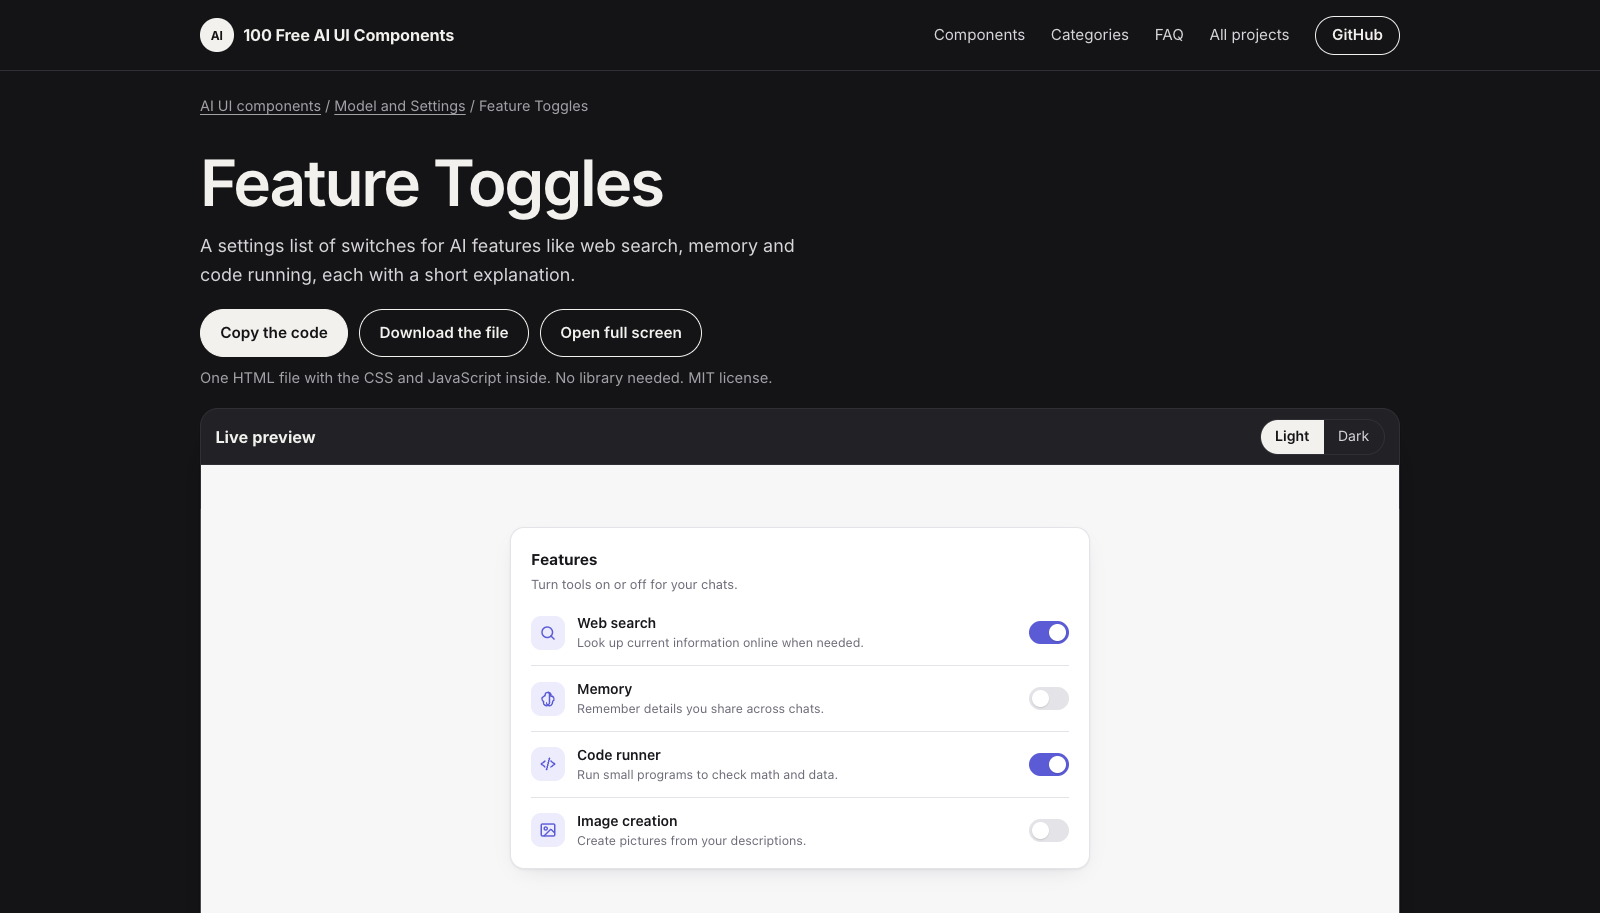 AI
100 Free AI UI Components
Components
Categories
FAQ
All projects
GitHub
AI UI components / Model and Settings / Feature Toggles
Feature Toggles
A settings list of switches for AI features like web search, memory and
code running, each with a short explanation.
Copy the code
Download the file
Open full screen
One HTML file with the CSS and JavaScript inside. No library needed. MIT license.
Live preview
Light
Dark
Features
Turn tools on or off for your chats.
Web search
Look up current information online when needed.
Memory
Remember details you share across chats.
Code runner
Run small programs to check math and data.
Image creation
Create pictures from your descriptions.